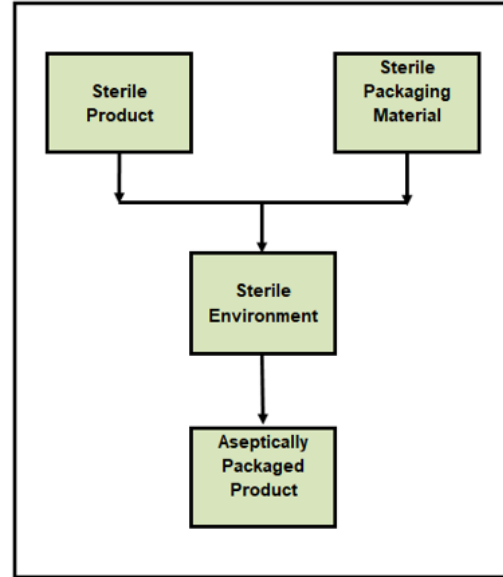 Sterile
Product
Sterile
Packaging
Material
Sterile
Environment
Aseptically
Packaged
Product